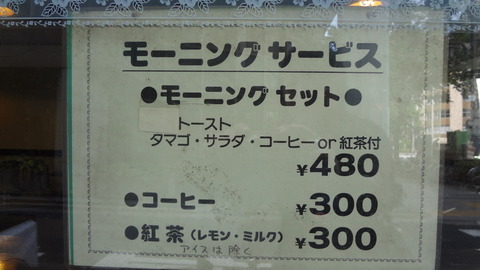 モーニング サービス
●モーニング セット●
トースト
タマゴ・サラダ・コーヒー or 紅茶付
¥480
●コーヒー ¥300
●紅茶 (レモン・ミルク) ¥300
アイスは除く